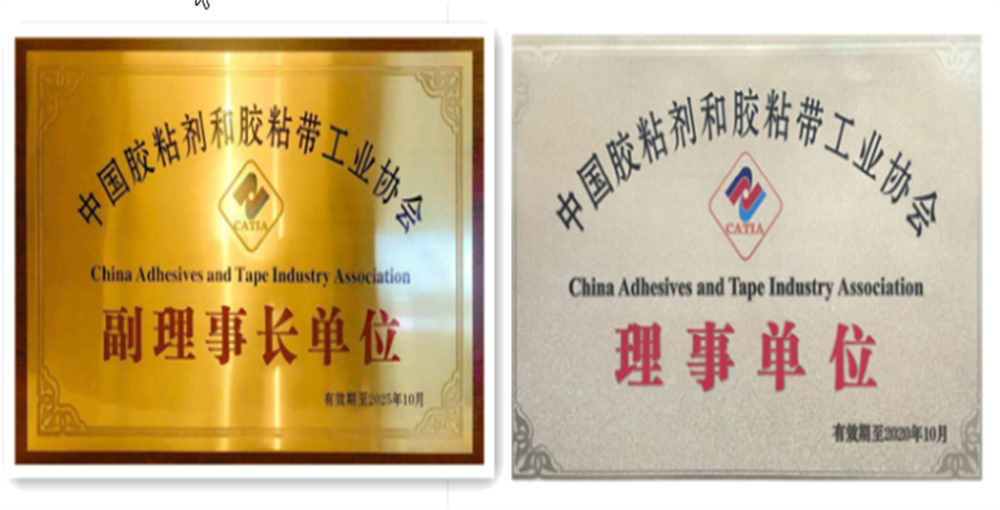 中国胶粘剂和胶粘带工业协会
CATIA
China Adhesives and Tape Industry Association
副理事长单位
有效期至2025年10月
中国胶粘剂和胶粘带工业协会
CATIA
China Adhesives and Tape Industry Association
理事单位
有效期至2020年10月